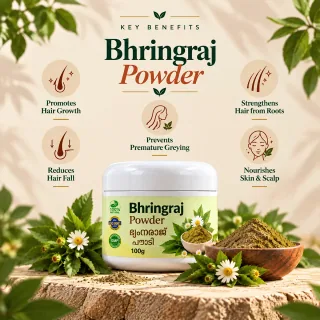 KEY BENEFITS
Bhringraj
Powder
Promotes
Hair Growth
Strengthens
Hair from Roots
Prevents
Premature Greying
Reduces
Hair Fall
Nourishes
Skin & Scalp
Bhringraj
Powder
ഭൃംഗരാജ്
പൗഡർ
100g